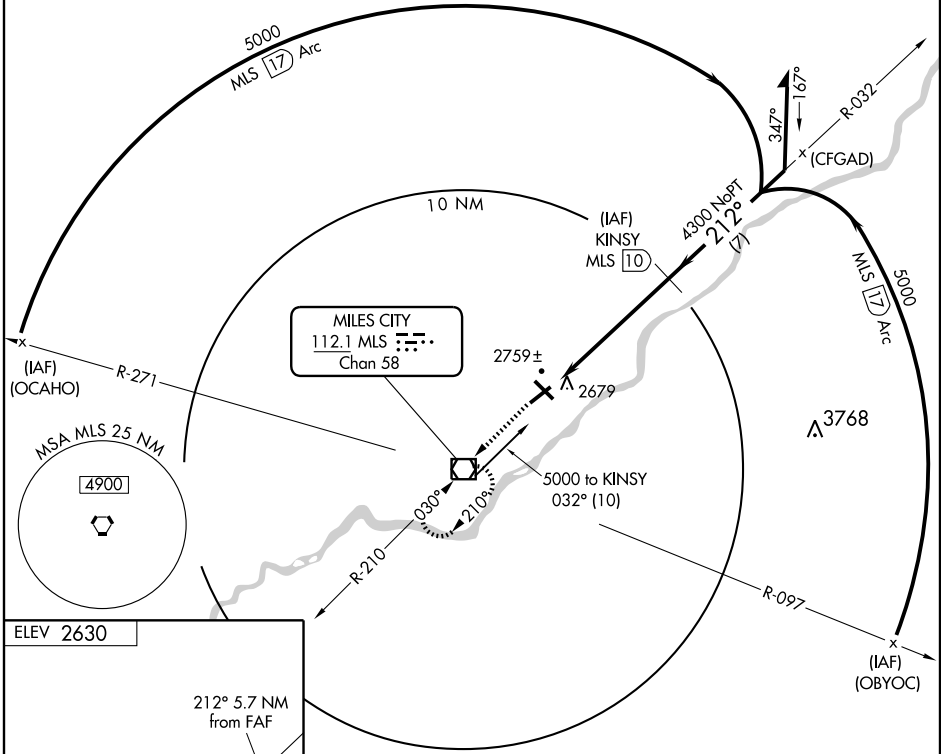 5000
MLS 17 Arc
347°
167°
R-032
(CFGAD)
10 NM
(IAF)
KINSY
MLS 10
4300 NoPT
212°
(7)
5000
MLS 17 Arc
MILES CITY
112.1 MLS
Chan 58
2759±
2679
(IAF)
(OCAHO)
R-271
3768
MSA MLS 25 NM
4900
5000 to KINSY
032° (10)
030°
210°
R-210
R-097
(IAF)
(OBYOC)
ELEV 2630
212° 5.7 NM
from FAF